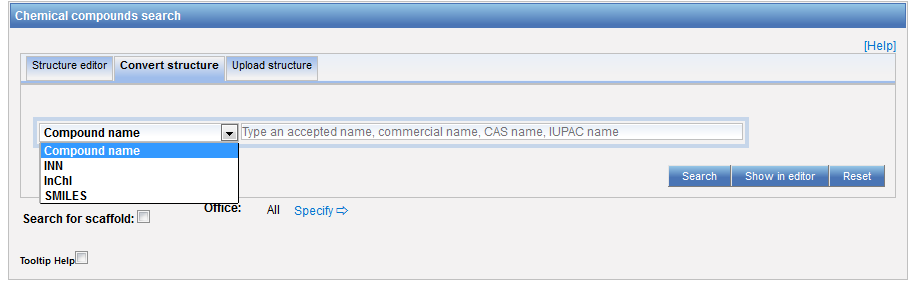 Chemical compounds search
[Help]
Structure editor Convert structure Upload structure
Compound name Type an accepted name, commercial name, CAS name, IUPAC name
Compound name
INN
InChI
SMILES
Search Show in editor Reset
Office: All Specify ⇨
Search for scaffold:
Tooltip Help